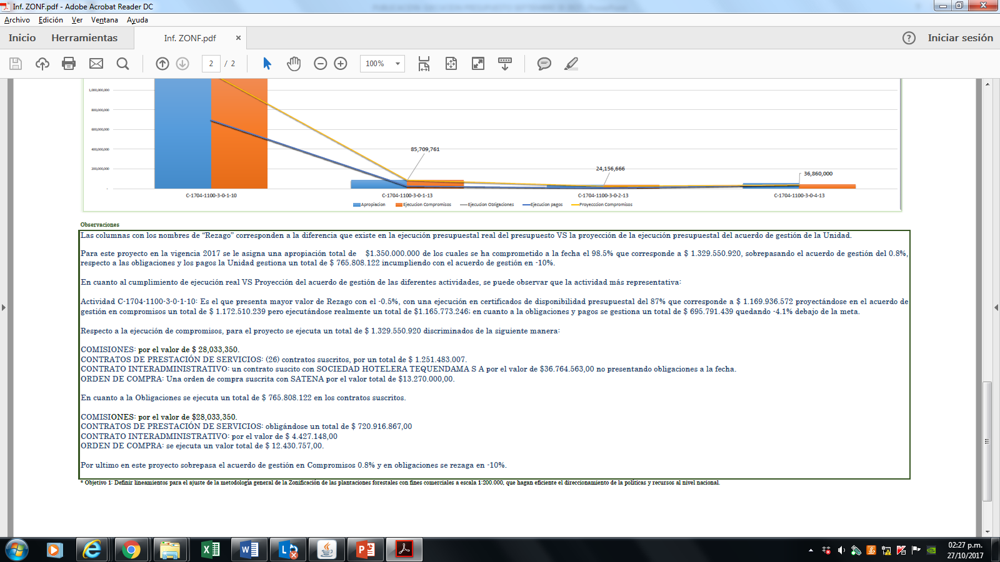 Inf. ZONF.pdf - Adobe Acrobat Reader DC
Archivo Edición Ver Ventana Ayuda
Inicio Herramientas Inf. ZONF.pdf × ? Iniciar sesión
2 / 2 100%
1,000,000,000
800,000,000
600,000,000
400,000,000
200,000,000
-
85,709,761
24,156,666
36,860,000
C-1704-1100-3-0-1-10 C-1704-1100-3-0-1-13 C-1704-1100-3-0-2-13 C-1704-1100-3-0-4-13
Apropiacion Ejecucion Compromisos Ejecucion Obligaciones Ejecucion pagos Proyecccion Compromisos
Observaciones
Las columnas con los nombres de “Rezago” corresponden a la diferencia que existe en la ejecución presupuestal real del presupuesto VS la proyección de la ejecución presupuestal del acuerdo de gestión de la Unidad.
Para este proyecto en la vigencia 2017 se le asigna una apropiación total de $1.350.000.000 de los cuales se ha comprometido a la fecha el 98.5% que corresponde a $ 1.329.550.920, sobrepasando el acuerdo de gestión del 0.8%,
respecto a las obligaciones y los pagos la Unidad gestiona un total de $ 765.808.122 incumpliendo con el acuerdo de gestión en -10%.
En cuanto al cumplimiento de ejecución real VS Proyección del acuerdo de gestión de las diferentes actividades, se puede observar que la actividad más representativa:
Actividad C-1704-1100-3-0-1-10: Es el que presenta mayor valor de Rezago con el -0.5%, con una ejecución en certificados de disponibilidad presupuestal del 87% que corresponde a $ 1.169.936.572 proyectándose en el acuerdo de
gestión en compromisos un total de $ 1.172.510.239 pero ejecutándose realmente un total de $1.165.773.246; en cuanto a la obligaciones y pagos se gestiona un total de $ 695.791.439 quedando -4.1% debajo de la meta.
Respecto a la ejecución de compromisos, para el proyecto se ejecuta un total de $ 1.329.550.920 discriminados de la siguiente manera:
COMISIONES: por el valor de $ 28,033,350.
CONTRATOS DE PRESTACIÓN DE SERVICIOS: (26) contratos suscritos, por un total de $ 1.251.483.007.
CONTRATO INTERADMINISTRATIVO: un contrato suscito con SOCIEDAD HOTELERA TEQUENDAMA S A por el valor de $36.764.563,00 no presentando obligaciones a la fecha.
ORDEN DE COMPRA: Una orden de compra suscrita con SATENA por el valor total de $13.270.000,00.
En cuanto a la Obligaciones se ejecuta un total de $ 765.808.122 en los contratos suscritos.
COMISIONES: por el valor de $28,033,350.
CONTRATOS DE PRESTACIÓN DE SERVICIOS: obligándose un total de $ 720.916.867,00
CONTRATO INTERADMINISTRATIVO: por el valor de $ 4.427.148,00
ORDEN DE COMPRA: se ejecuta un valor total de $ 12.430.757,00.
Por ultimo en este proyecto sobrepasa el acuerdo de gestión en Compromisos 0.8% y en obligaciones se rezaga en -10%.
* Objetivo 1: Definir lineamientos para el ajuste de la metodología general de la Zonificación de las plantaciones forestales con fines comerciales a escala 1:200.000, que hagan eficiente el direccionamiento de la políticas y recursos al nivel nacional.
02:27 p.m.
27/10/2017